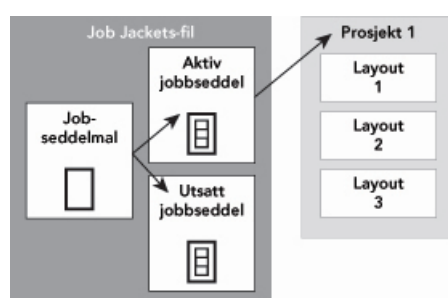 Job Jackets-fil
Aktiv
jobbseddel
Job-
seddelmal
Utsatt
jobbseddel
Prosjekt 1
Layout
1
Layout
2
Layout
3